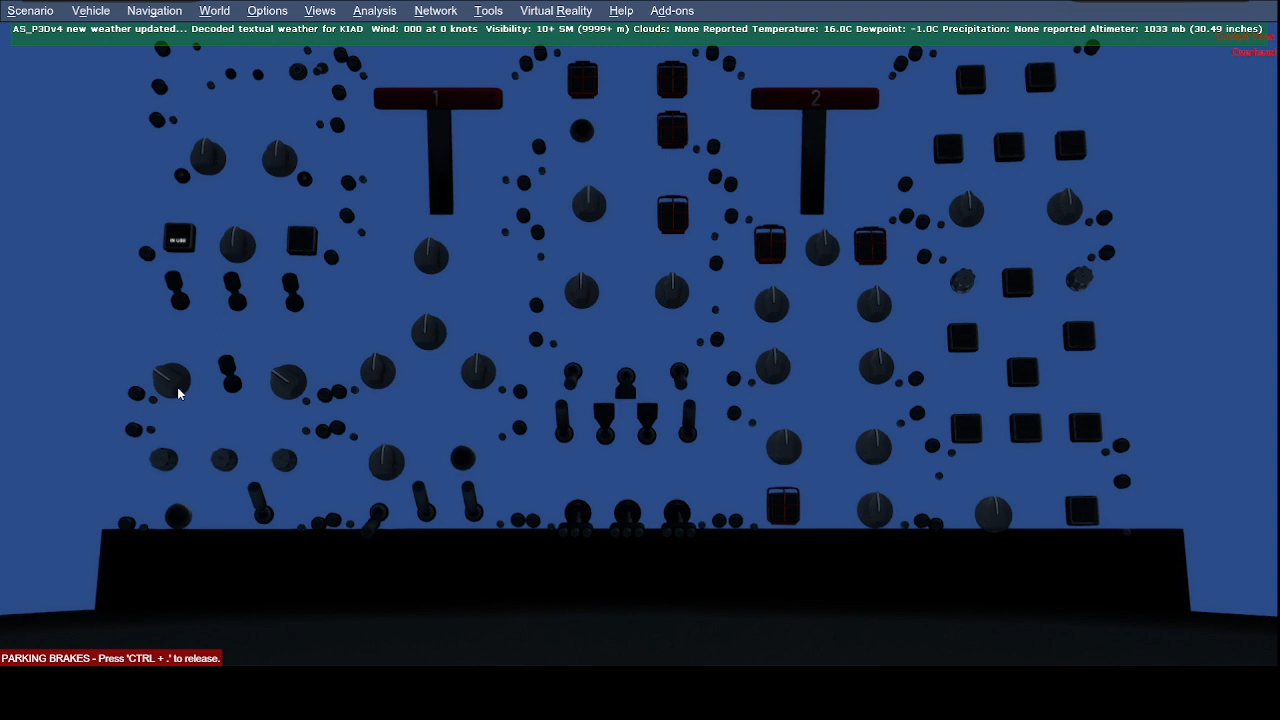 Scenario Vehicle Navigation World Options Views Analysis Network Tools Virtual Reality Help Add-ons
AS_P3Dv4 new weather updated... Decoded textual weather for KIAD Wind: 000 at 0 knots Visibility: 10+ SM (9999+ m) Clouds: None Reported Temperature: 16.0C Dewpoint: -1.0C Precipitation: None reported Altimeter: 1033 mb (30.49 inches)
Overhead
1
2
IN USE
PARKING BRAKES - Press 'CTRL + .' to release.